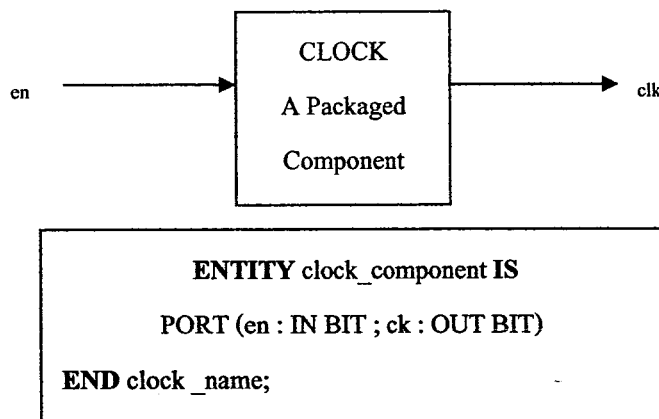 CLOCK
en
clk
A Packaged
Component
ENTITY clock_component IS
PORT (en : IN BIT ; ck : OUT BIT)
END clock _name;